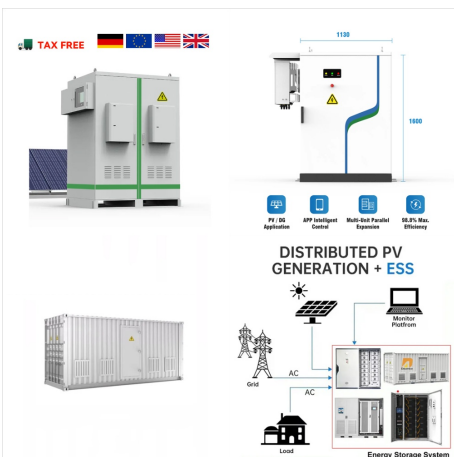 TAX FREE
1130
1600
PV / DG
Application
APP Intelligent
Control
Multi-Unit Parallel
Expansion
98.8% Max.
Efficiency
DISTRIBUTED PV
GENERATION + ESS
Monitor
Platfrom
Grid
AC
AC
Load
Energy Storage System